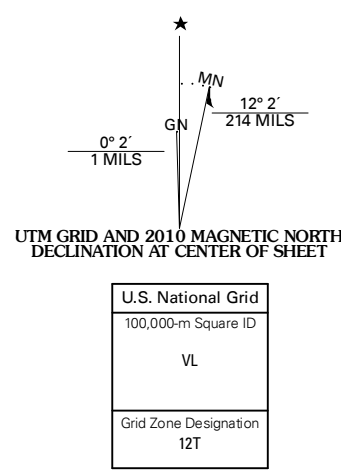 ★
MN
GN
12° 2´
214 MILS
0° 2´
1 MILS
UTM GRID AND 2010 MAGNETIC NORTH
DECLINATION AT CENTER OF SHEET
U.S. National Grid
100,000-m Square ID
VL
Grid Zone Designation
12T